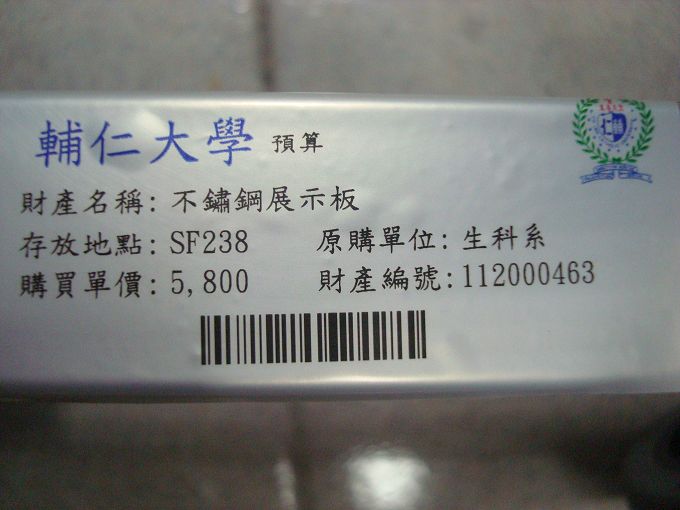 輔仁大學 預算
財產名稱: 不鏽鋼展示板
存放地點: SF238 原購單位: 生科系
購買單價: 5,800 財產編號: 112000463